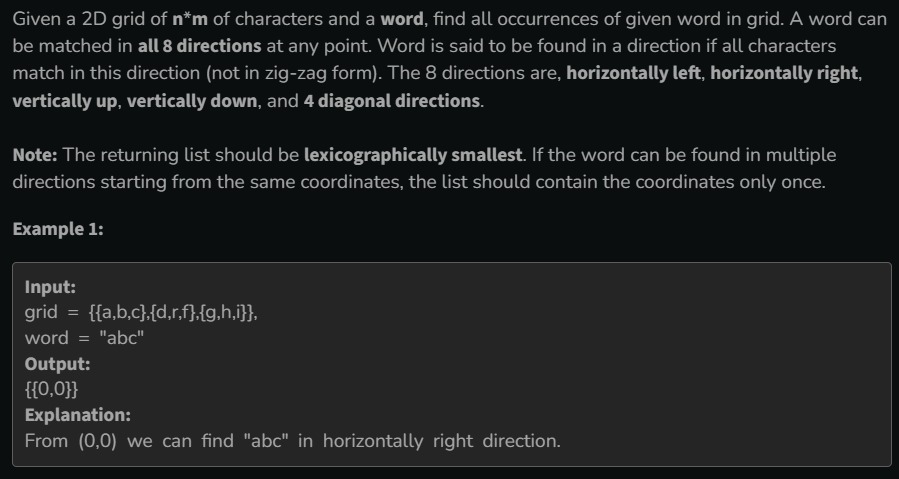 Given a 2D grid of n*m of characters and a word, find all occurrences of given word in grid. A word can
be matched in all 8 directions at any point. Word is said to be found in a direction if all characters
match in this direction (not in zig-zag form). The 8 directions are, horizontally left, horizontally right,
vertically up, vertically down, and 4 diagonal directions.
Note: The returning list should be lexicographically smallest. If the word can be found in multiple
directions starting from the same coordinates, the list should contain the coordinates only once.
Example 1:
Input:
grid = {{a,b,c},{d,r,f},{g,h,i}},
word = "abc"
Output:
{{0,0}}
Explanation:
From (0,0) we can find "abc" in horizontally right direction.